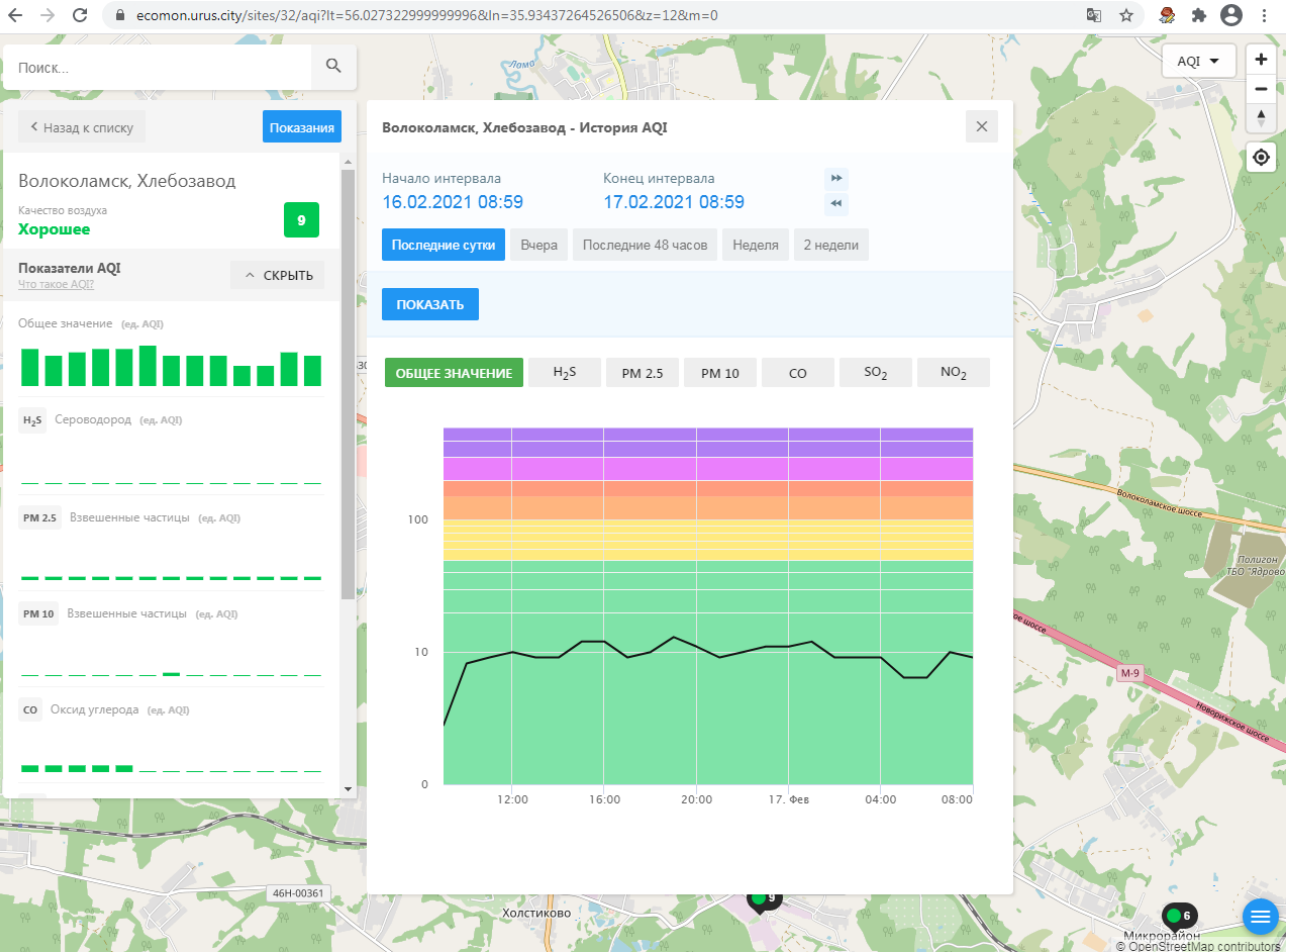 ecomon.urus.city/sites/32/aqi?lt=56.027322999999996&ln=35.93437264526506&z=12&m=0
Поиск...
Лама
AQI
Назад к списку
Показания
Волоколамск, Хлебозавод
Качество воздуха
Хорошее
9
Показатели AQI
Что такое AQI?
СКРЫТЬ
Общее значение (ед. AQI)
H₂S Сероводород (ед. AQI)
PM 2.5 Взвешенные частицы (ед. AQI)
PM 10 Взвешенные частицы (ед. AQI)
CO Оксид углерода (ед. AQI)
Волоколамск, Хлебозавод - История AQI
Начало интервала
Конец интервала
16.02.2021 08:59
17.02.2021 08:59
Последние сутки
Вчера
Последние 48 часов
Неделя
2 недели
ПОКАЗАТЬ
ОБЩЕЕ ЗНАЧЕНИЕ
H₂S
PM 2.5
PM 10
CO
SO₂
NO₂
100
10
0
12:00
16:00
20:00
17. Фев
04:00
08:00
Волоколамское шоссе
Полигон
ТБО "Ядрово
М-9
Новорижское шоссе
46Н-00361
Холстиково
9
6
Микрорайон
© OpenStreetMap contributors